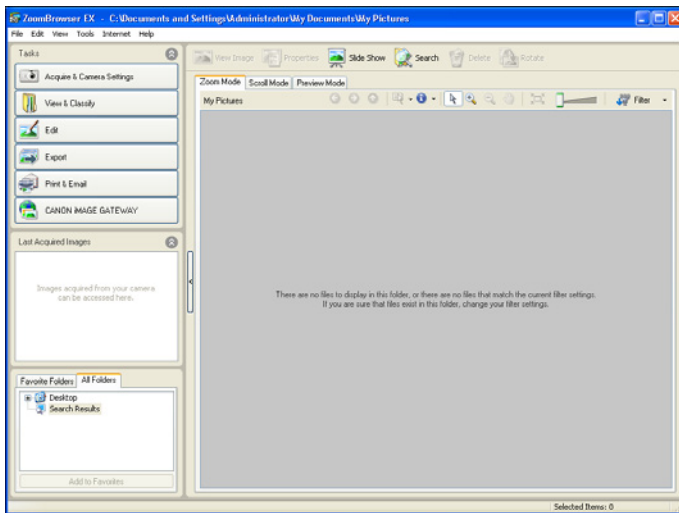 ZoomBrowser EX - C:\Documents and Settings\Administrator\My Documents\My Pictures
File Edit View Tools Internet Help
Tasks
Acquire & Camera Settings
View & Classify
Edit
Export
Print & Email
CANON iMAGE GATEWAY
Last Acquired Images
Images acquired from your camera
can be accessed here.
Favorite Folders All Folders
Desktop
Search Results
Add to Favorites
View Image Properties Slide Show Search Delete Rotate
Zoom Mode Scroll Mode Preview Mode
My Pictures Filter
There are no files to display in this folder, or there are no files that match the current filter settings.
If you are sure that files exist in this folder, change your filter settings.
Selected Items: 0